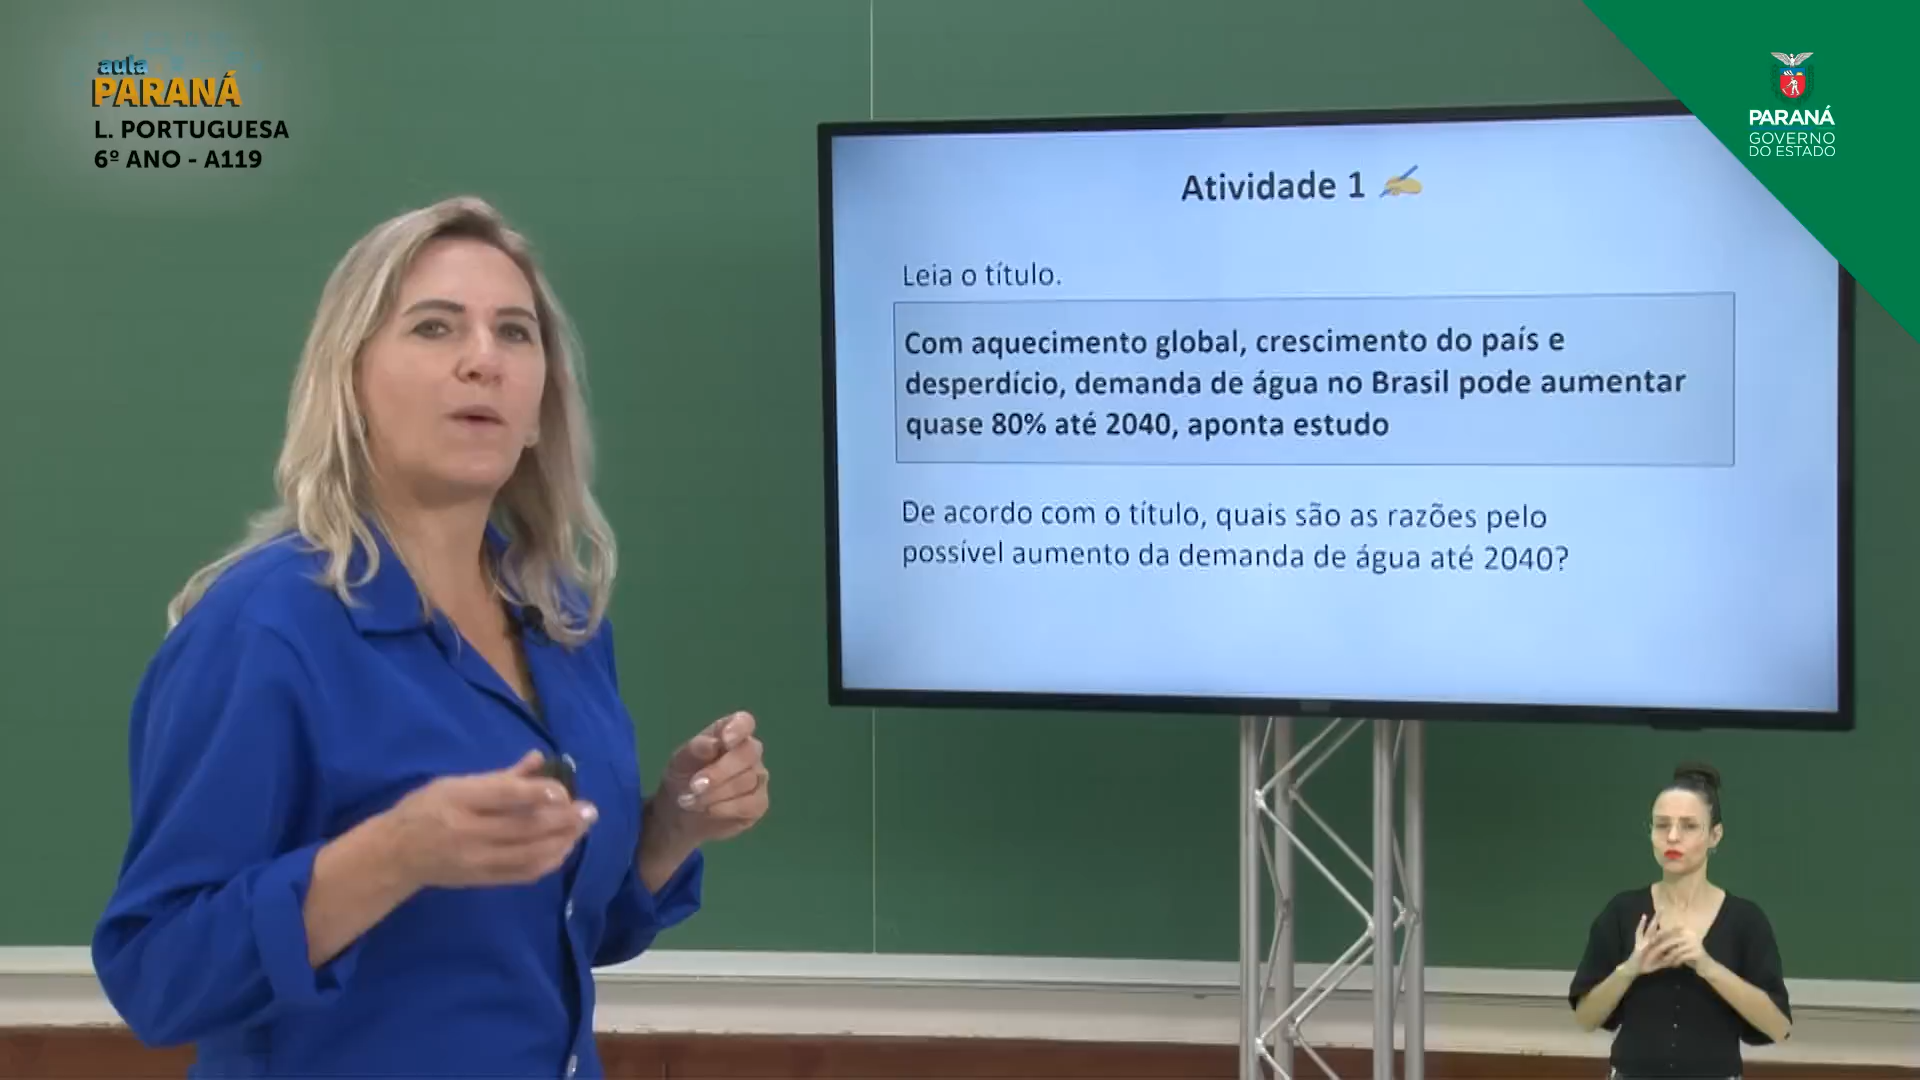 aula
PARANÁ
L. PORTUGUESA
6º ANO - A119
PARANÁ
GOVERNO
DO ESTADO
Atividade 1
Leia o título.
Com aquecimento global, crescimento do país e
desperdício, demanda de água no Brasil pode aumentar
quase 80% até 2040, aponta estudo
De acordo com o título, quais são as razões pelo
possível aumento da demanda de água até 2040?